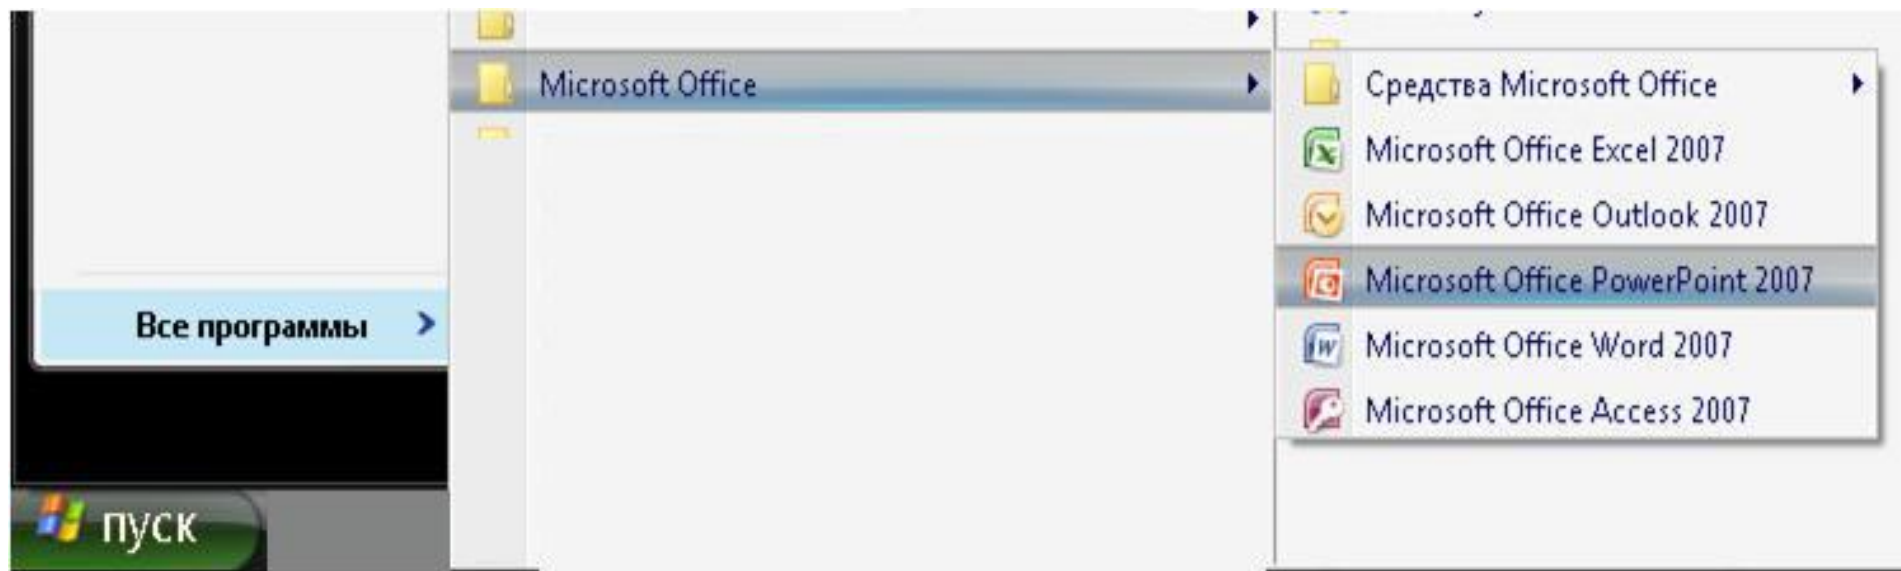 Microsoft Office
Средства Microsoft Office
Microsoft Office Excel 2007
Microsoft Office Outlook 2007
Microsoft Office PowerPoint 2007
Microsoft Office Word 2007
Microsoft Office Access 2007
Все программы
пуск